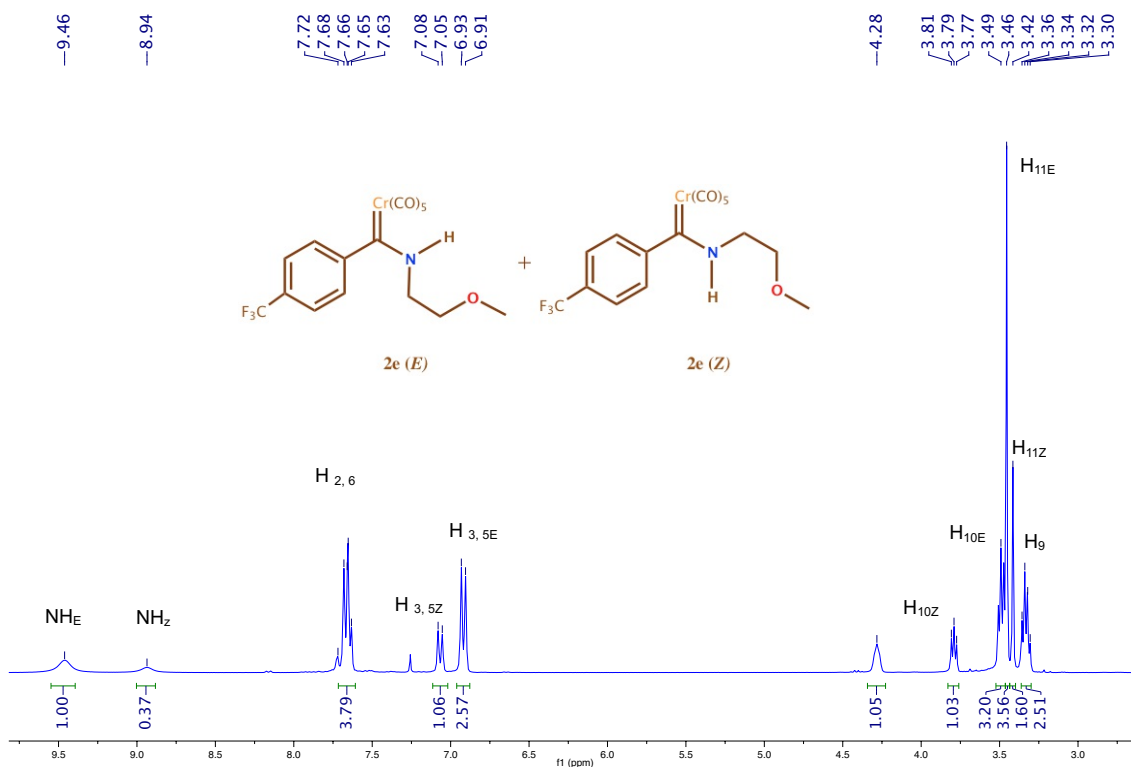 9.46
8.94
7.72
7.68
7.66
7.65
7.63
7.08
7.05
6.93
6.91
4.28
3.81
3.79
3.77
3.49
3.46
3.42
3.36
3.34
3.32
3.30
H11E
Cr(CO)5
Cr(CO)5
H
N
N
+
O
H
O
F3C
F3C
2e (E)
2e (Z)
H11Z
H 2, 6
H 3, 5E
H10E
H9
H 3, 5Z
H10Z
NHE
NHz
1.00
0.37
3.79
1.06
2.57
1.05
1.03
3.20
3.56
1.60
2.51
9.5 9.0 8.5 8.0 7.5 7.0 6.5 6.0 5.5 5.0 4.5 4.0 3.5 3.0
f1 (ppm)